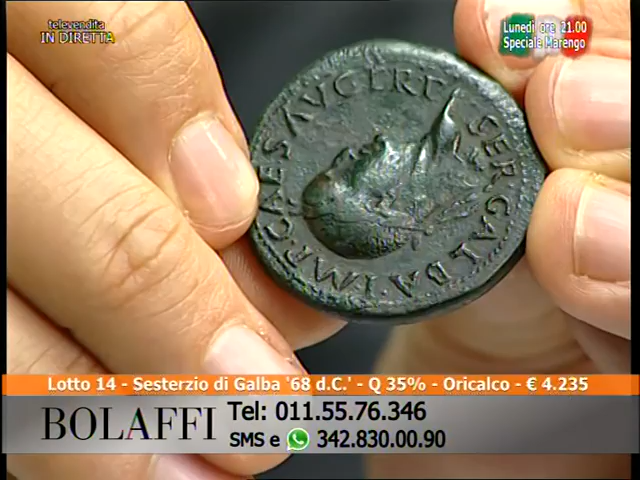 televendita
IN DIRETTA
Lunedì ore 21.00
Speciale Marengo
SER·GALBA·IMP·CAES·AVG·TR·P
Lotto 14 - Sesterzio di Galba '68 d.C.' - Q 35% - Oricalco - € 4.235
BOLAFFI
Tel: 011.55.76.346
SMS e 342.830.00.90